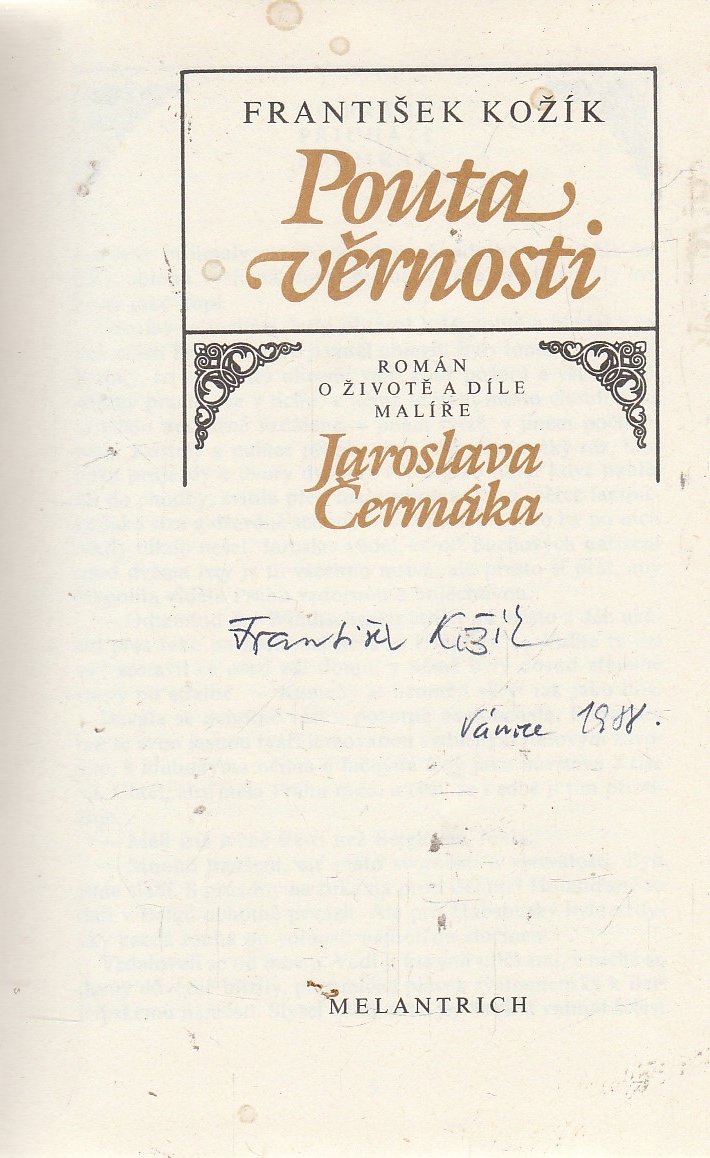 FRANTIŠEK KOŽÍK
Pouta
věrnosti
ROMÁN
O ŽIVOTĚ A DÍLE
MALÍŘE
Jaroslava
Čermáka
František Kožík
Vánoce 1988.
MELANTRICH